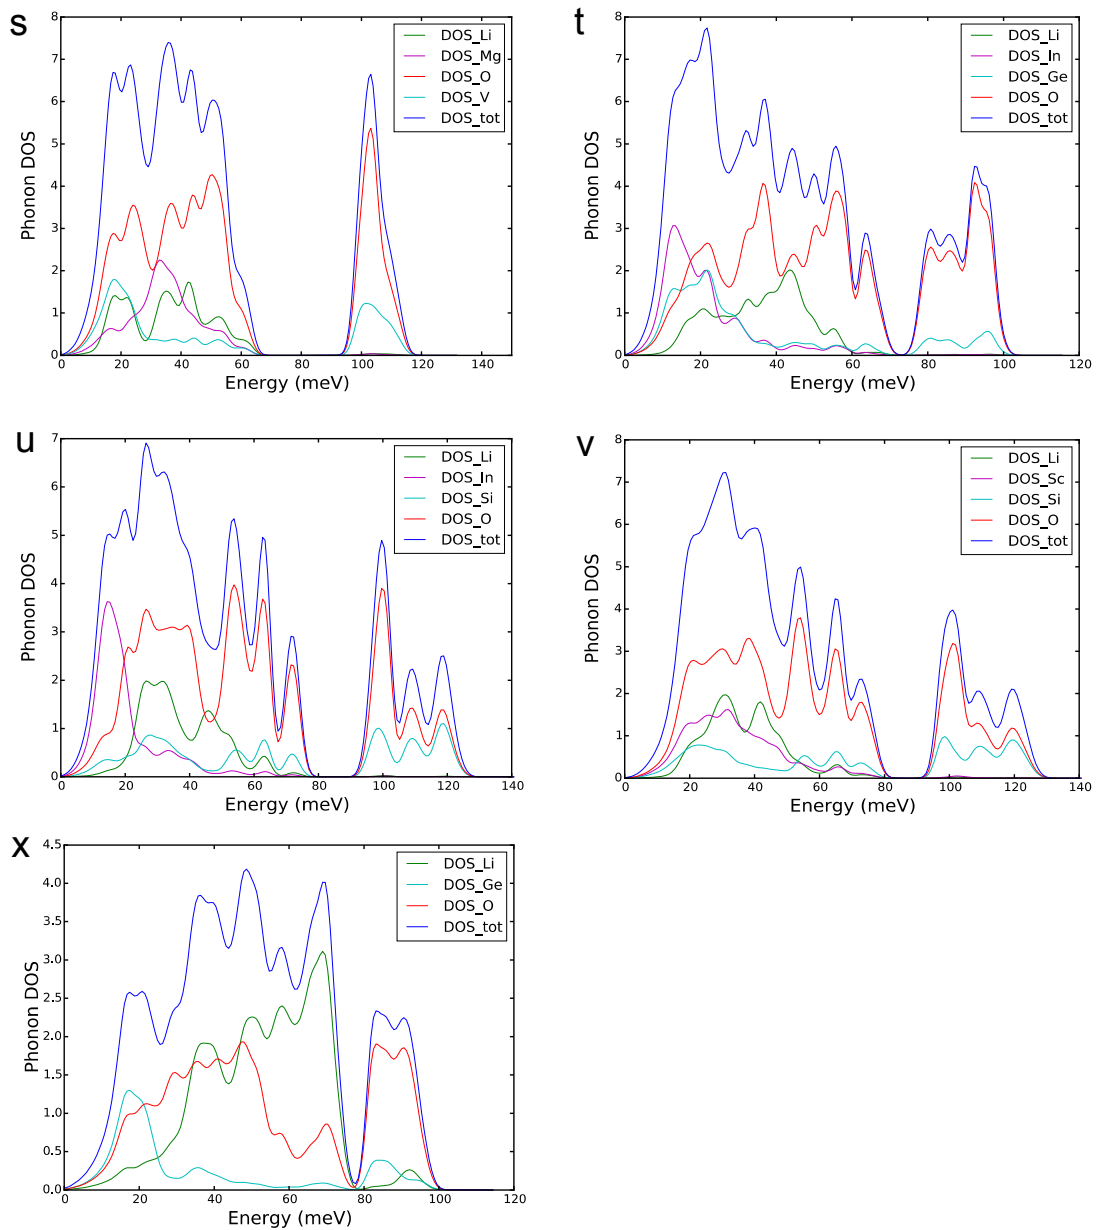 s
8
7
6
5
4
3
2
1
0
Phonon DOS
DOS_Li
DOS_Mg
DOS_O
DOS_V
DOS_tot
0 20 40 60 80 100 120 140
Energy (meV)
t
8
7
6
5
4
3
2
1
0
Phonon DOS
DOS_Li
DOS_In
DOS_Ge
DOS_O
DOS_tot
0 20 40 60 80 100 120
Energy (meV)
u
7
6
5
4
3
2
1
0
Phonon DOS
DOS_Li
DOS_In
DOS_Si
DOS_O
DOS_tot
0 20 40 60 80 100 120 140
Energy (meV)
v
8
7
6
5
4
3
2
1
0
Phonon DOS
DOS_Li
DOS_Sc
DOS_Si
DOS_O
DOS_tot
0 20 40 60 80 100 120 140
Energy (meV)
x
4.5
4.0
3.5
3.0
2.5
2.0
1.5
1.0
0.5
0.0
Phonon DOS
DOS_Li
DOS_Ge
DOS_O
DOS_tot
0 20 40 60 80 100 120
Energy (meV)